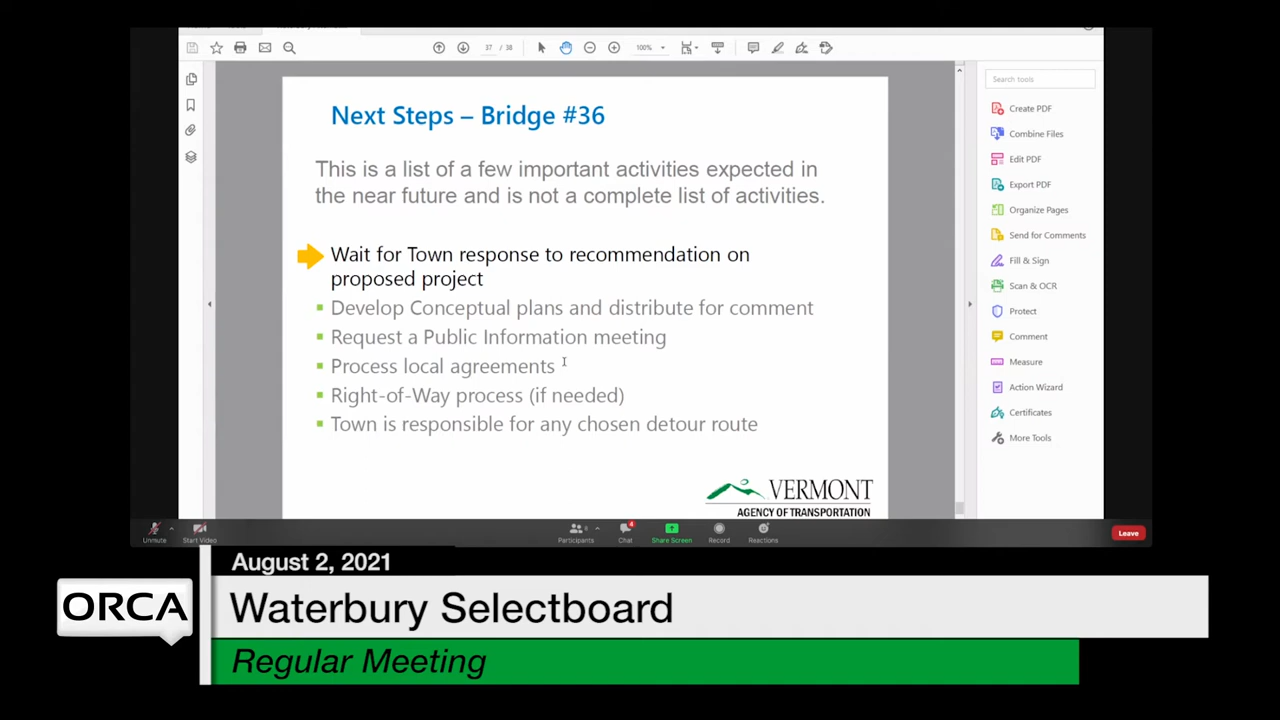 37 / 38
100%
Search tools
Next Steps – Bridge #36
This is a list of a few important activities expected in
the near future and is not a complete list of activities.
Wait for Town response to recommendation on
proposed project
Develop Conceptual plans and distribute for comment
Request a Public Information meeting
Process local agreements
Right-of-Way process (if needed)
Town is responsible for any chosen detour route
VERMONT
AGENCY OF TRANSPORTATION
Create PDF
Combine Files
Edit PDF
Export PDF
Organize Pages
Send for Comments
Fill & Sign
Scan & OCR
Protect
Comment
Measure
Action Wizard
Certificates
More Tools
Unmute
Start Video
Participants
Chat
Share Screen
Record
Reactions
Leave
August 2, 2021
ORCA
Waterbury Selectboard
Regular Meeting